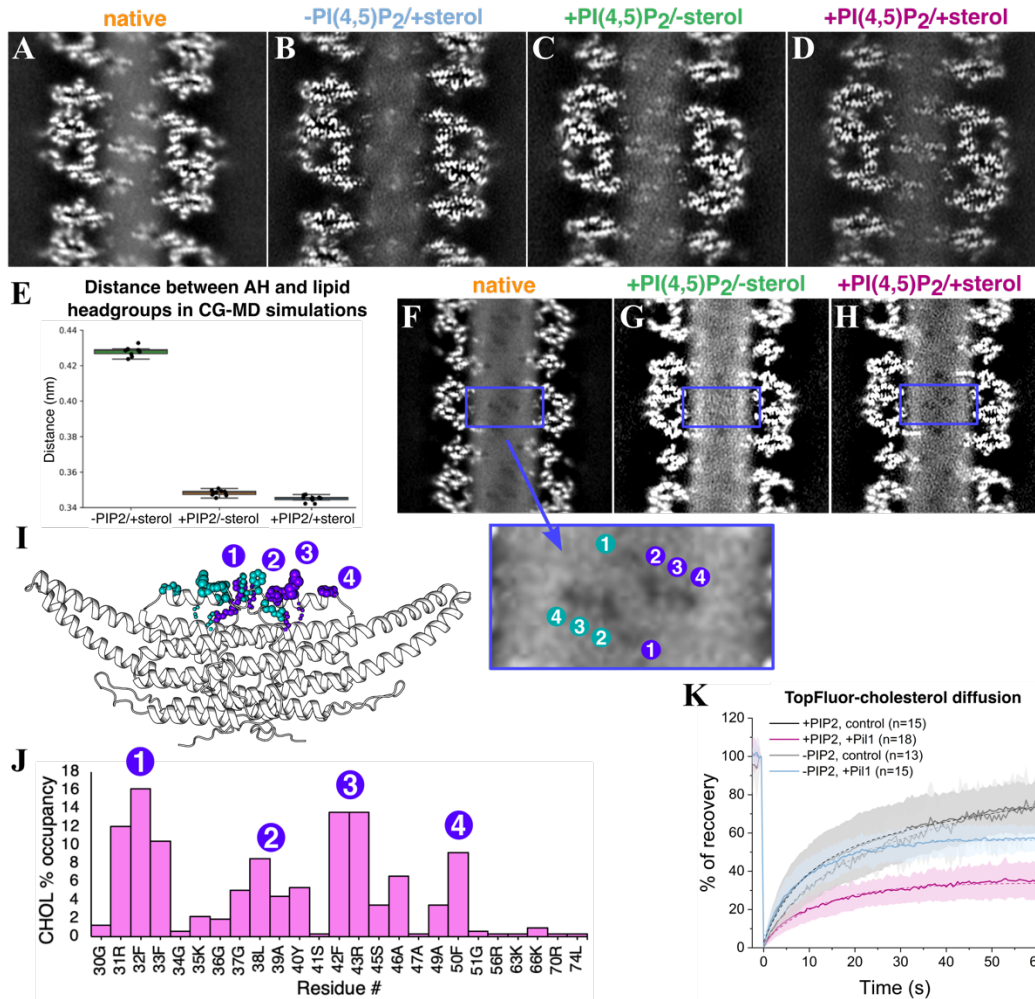 native
-PI(4,5)P2/+sterol
+PI(4,5)P2/-sterol
+PI(4,5)P2/+sterol
A
B
C
D
E
Distance between AH and lipid
headgroups in CG-MD simulations
Distance (nm)
0.44
0.42
0.40
0.38
0.36
0.34
-PIP2/+sterol
+PIP2/-sterol
+PIP2/+sterol
native
+PI(4,5)P2/-sterol
+PI(4,5)P2/+sterol
F
G
H
1
2
3
4
4
3
2
1
I
1
2
3
4
J
CHOL % occupancy
18
16
14
12
10
8
6
4
2
0
1
2
3
4
30G
31R
32F
33F
34G
35K
36G
37G
38L
39A
40Y
41S
42F
43R
45S
46A
47A
49A
50F
51G
56R
63K
66K
70R
74L
Residue #
K
TopFluor-cholesterol diffusion
+PIP2, control (n=15)
+PIP2, +Pil1 (n=18)
-PIP2, control (n=13)
-PIP2, +Pil1 (n=15)
% of recovery
120
100
80
60
40
20
0
-10
0
10
20
30
40
50
60
Time (s)